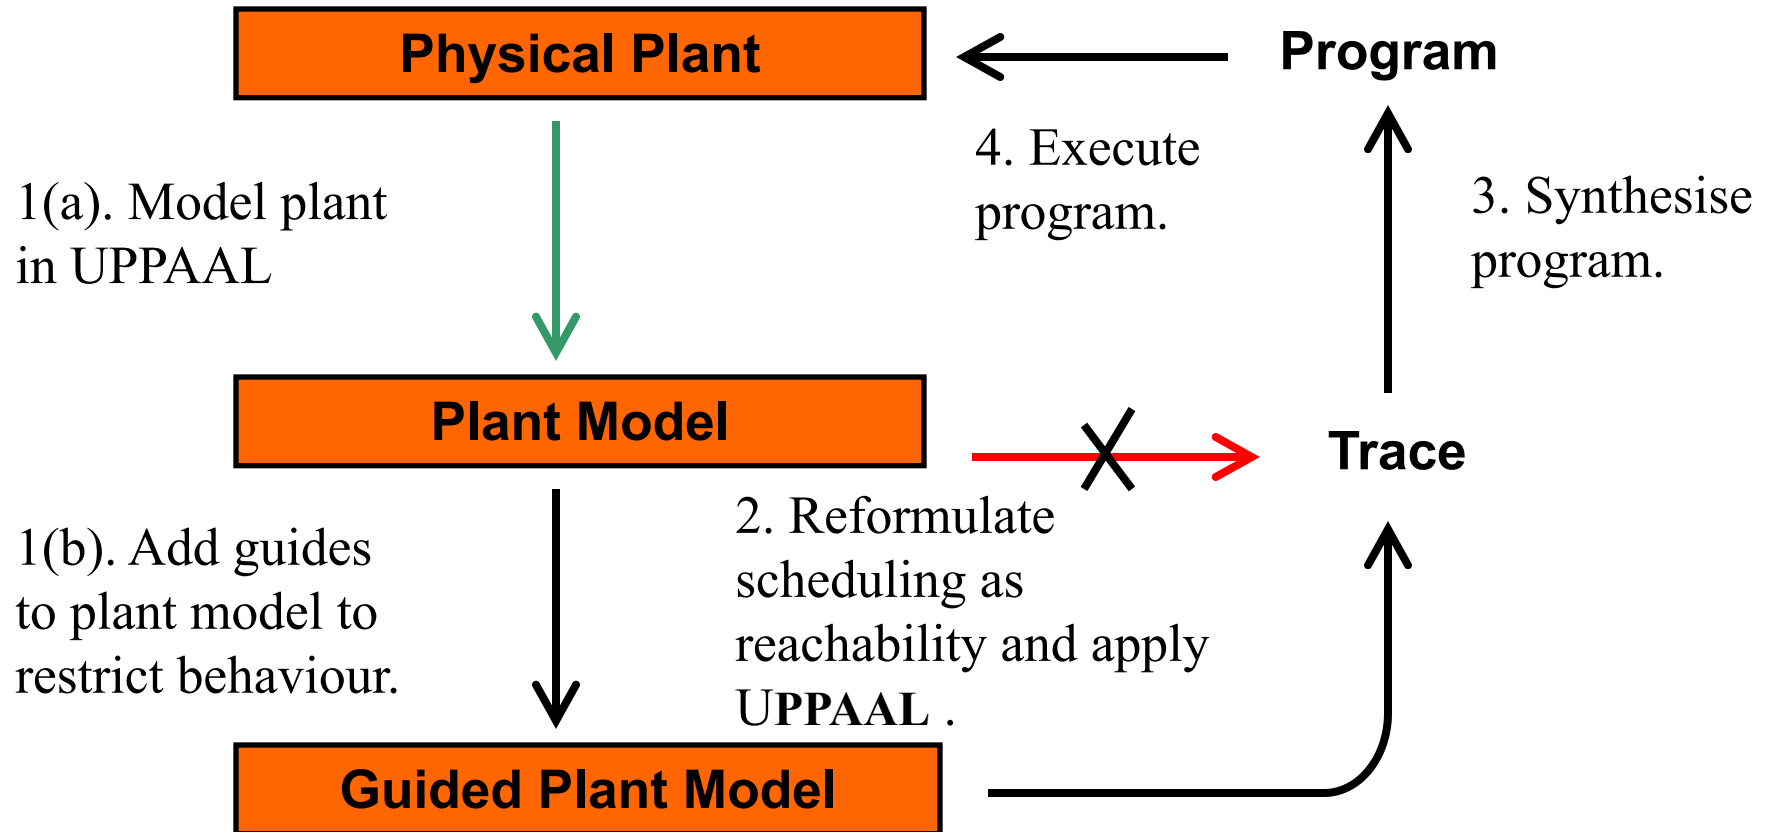 Physical Plant
Program
4. Execute
program.
1(a). Model plant
in UPPAAL
3. Synthesise
program.
Plant Model
Trace
2. Reformulate
scheduling as
reachability and apply
UPPAAL .
1(b). Add guides
to plant model to
restrict behaviour.
Guided Plant Model